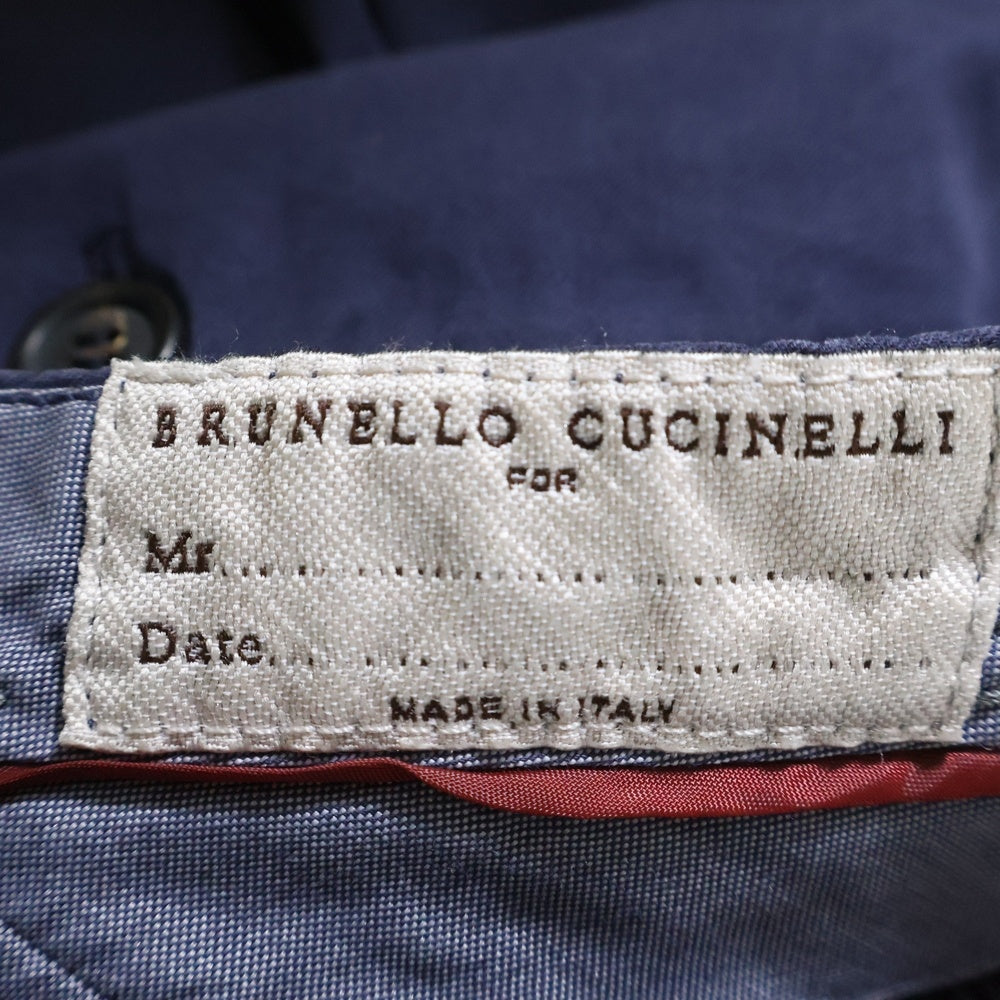 BRUNELLO CUCINELLI
FOR
Mr................................................
Date................................................
MADE IN ITALY